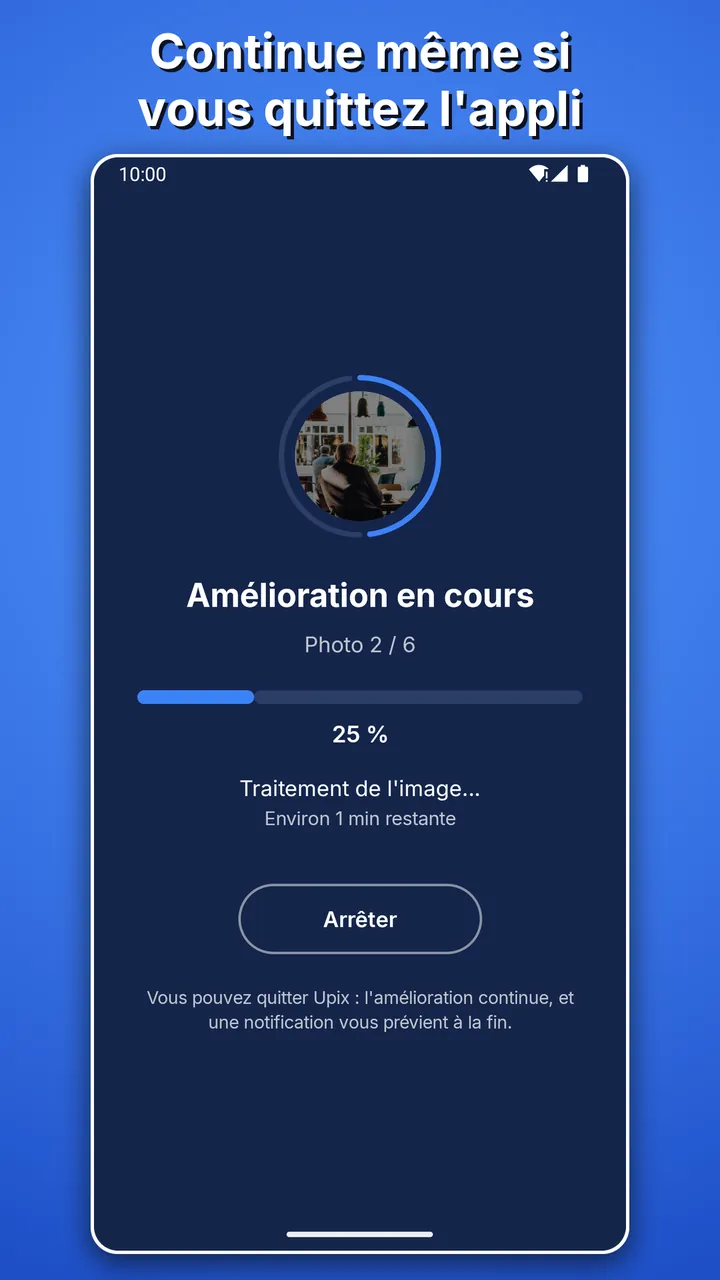 Continue même si
vous quittez l'appli
10:00
Amélioration en cours
Photo 2 / 6
25 %
Traitement de l'image...
Environ 1 min restante
Arrêter
Vous pouvez quitter Upix : l'amélioration continue, et
une notification vous prévient à la fin.